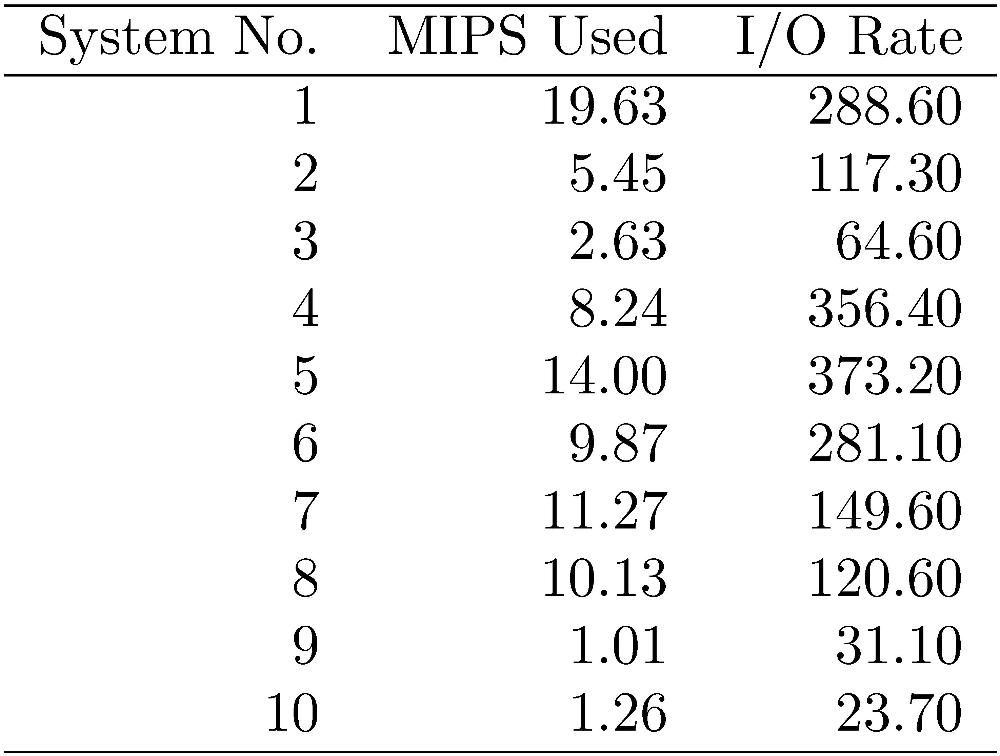 System No. MIPS Used I/O Rate
1 19.63 288.60
2 5.45 117.30
3 2.63 64.60
4 8.24 356.40
5 14.00 373.20
6 9.87 281.10
7 11.27 149.60
8 10.13 120.60
9 1.01 31.10
10 1.26 23.70